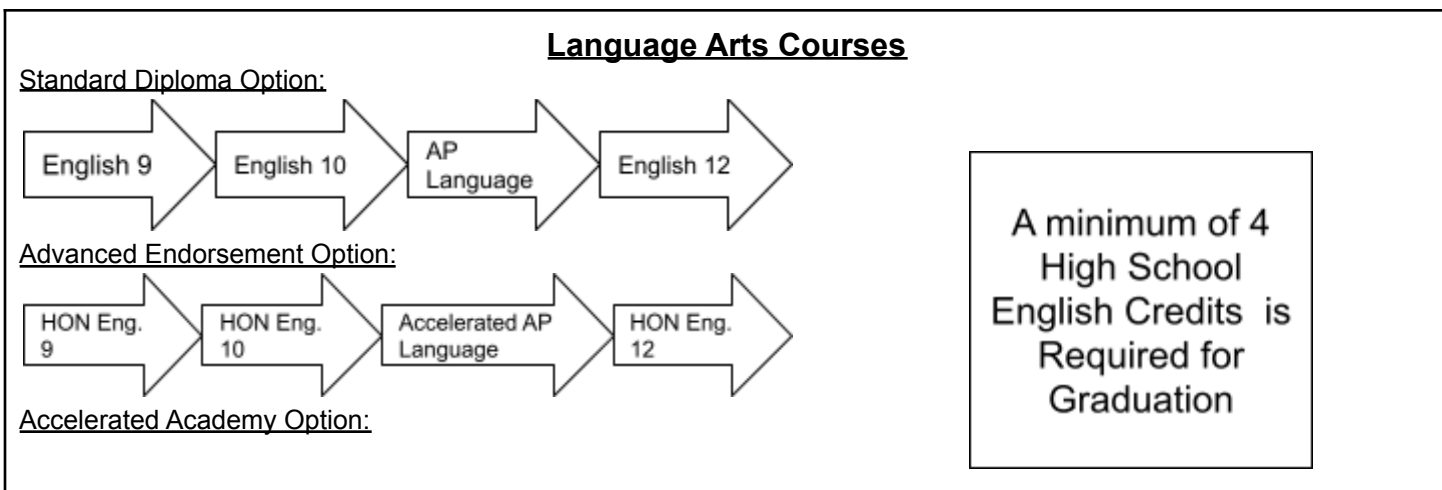 Language Arts Courses
Standard Diploma Option:
English 9
English 10
AP
Language
English 12
Advanced Endorsement Option:
HON Eng.
9
HON Eng.
10
Accelerated AP
Language
HON Eng.
12
Accelerated Academy Option:
A minimum of 4
High School
English Credits is
Required for
Graduation